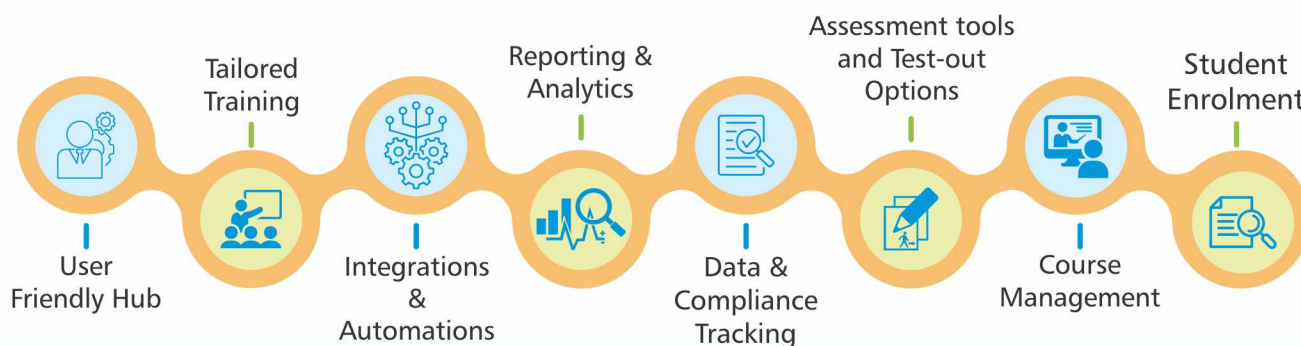 User
Friendly Hub
Tailored
Training
Integrations
&
Automations
Reporting &
Analytics
Data &
Compliance
Tracking
Assessment tools
and Test-out
Options
Course
Management
Student
Enrolment